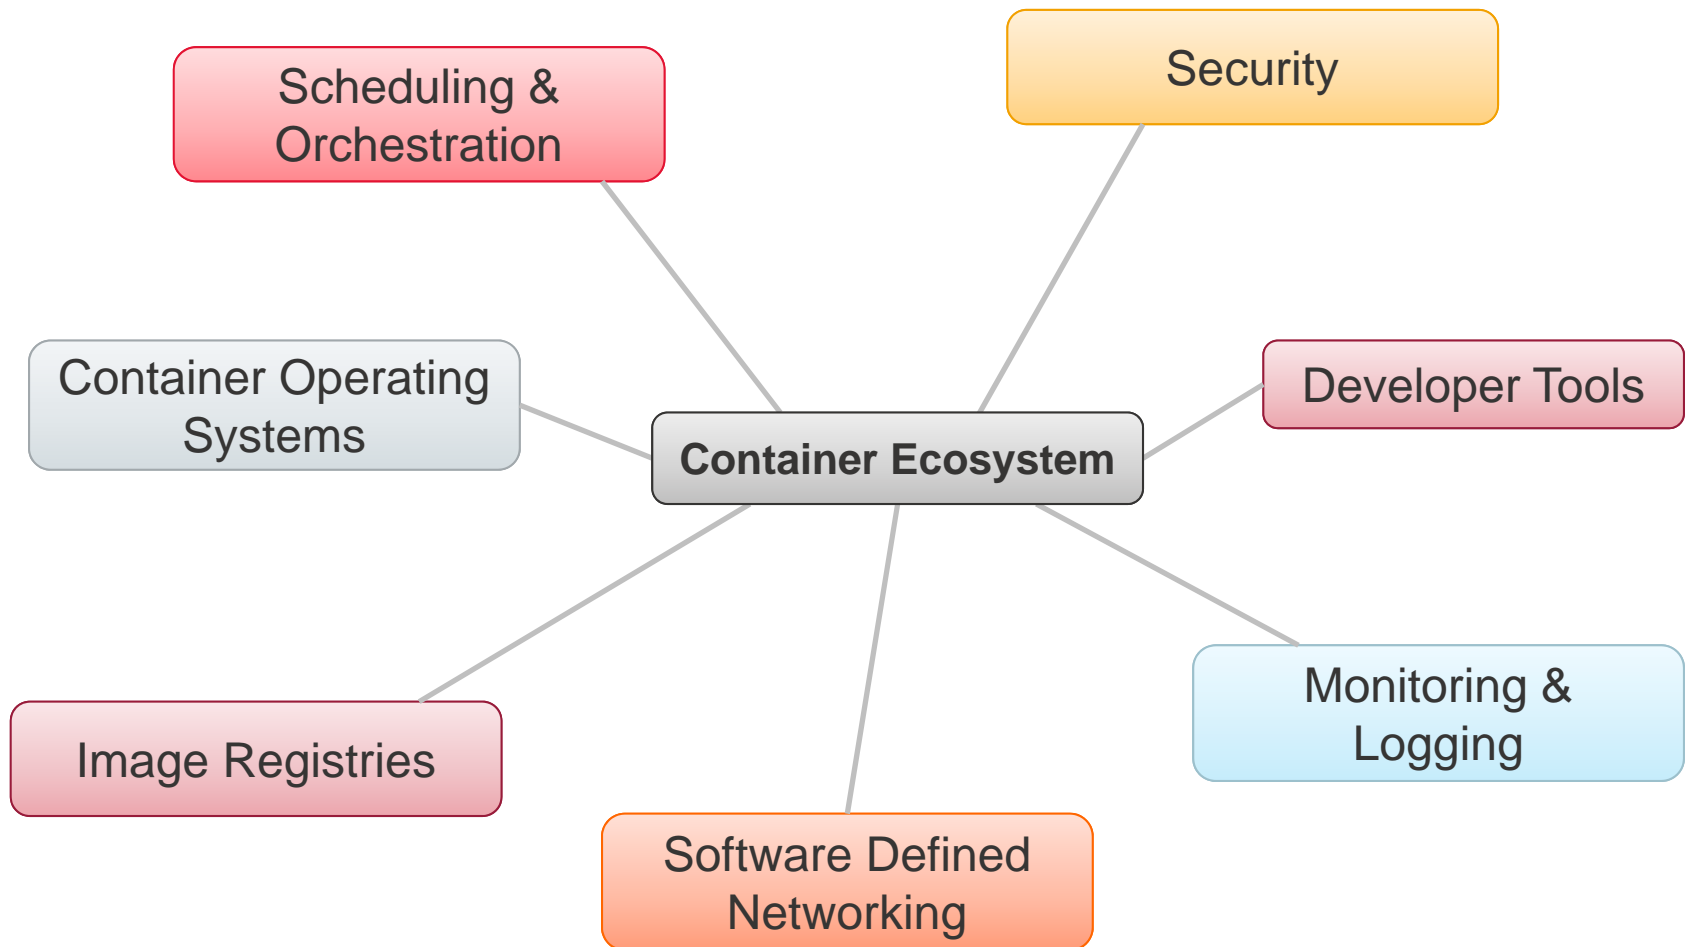 Scheduling &
Orchestration
Security
Container Operating
Systems
Developer Tools
Container Ecosystem
Image Registries
Monitoring &
Logging
Software Defined
Networking